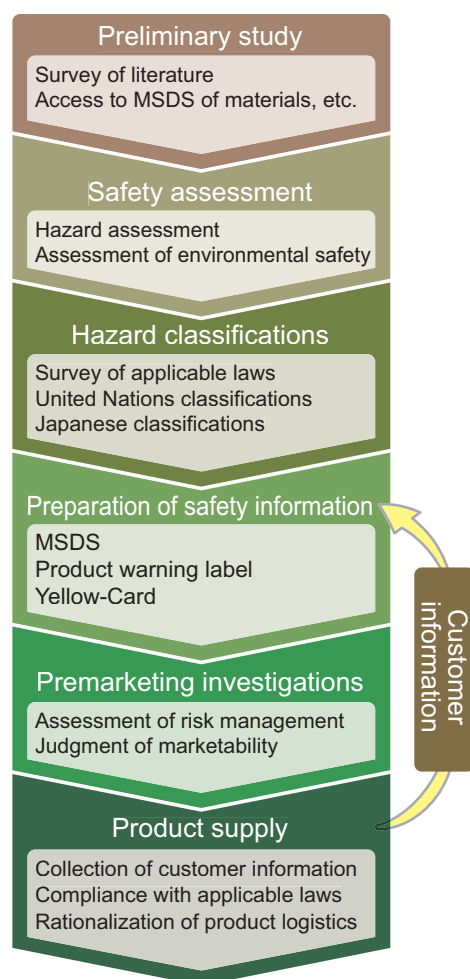 Preliminary study
Survey of literature
Access to MSDS of materials, etc.
Safety assessment
Hazard assessment
Assessment of environmental safety
Hazard classifications
Survey of applicable laws
United Nations classifications
Japanese classifications
Preparation of safety information
MSDS
Product warning label
Yellow-Card
Premarketing investigations
Assessment of risk management
Judgment of marketability
Product supply
Collection of customer information
Compliance with applicable laws
Rationalization of product logistics
Customer
information